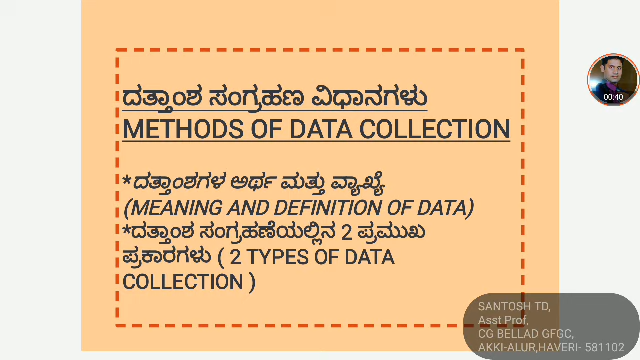 ದತ್ತಾಂಶ ಸಂಗ್ರಹಣ ವಿಧಾನಗಳು
METHODS OF DATA COLLECTION
*ದತ್ತಾಂಶಗಳ ಅರ್ಥ ಮತ್ತು ವ್ಯಾಖ್ಯೆ
(MEANING AND DEFINITION OF DATA)
*ದತ್ತಾಂಶ ಸಂಗ್ರಹಣೆಯಲ್ಲಿನ 2 ಪ್ರಮುಖ
ಪ್ರಕಾರಗಳು ( 2 TYPES OF DATA
COLLECTION )
00:40
SANTOSH TD,
Asst Prof,
CG BELLAD GFGC,
AKKI-ALUR,HAVERI- 581102